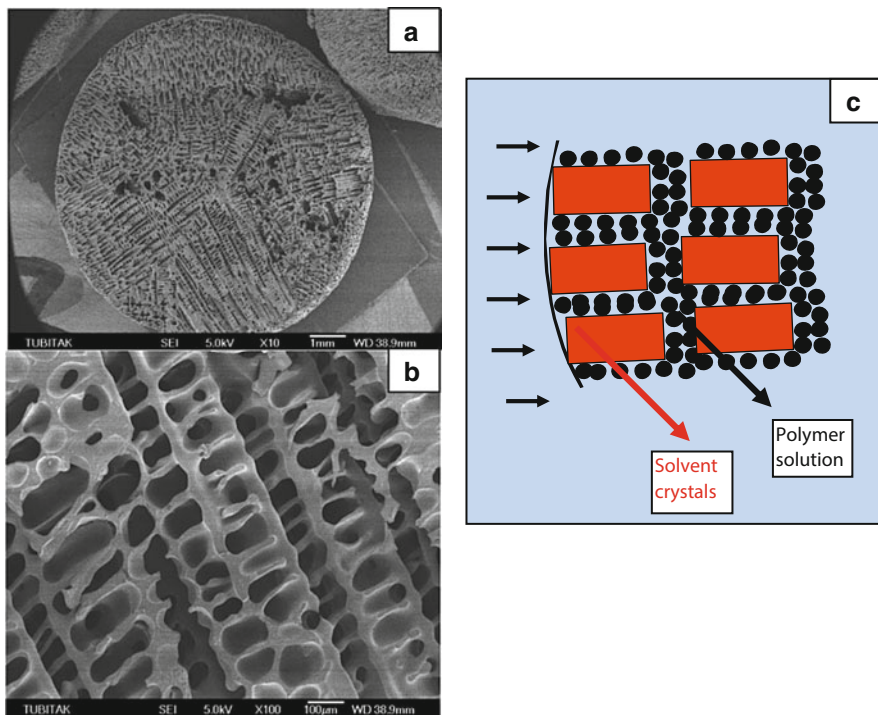 a
TUBITAK SEI 5.0kV X10 1mm WD 38.9mm
b
TUBITAK SEI 5.0kV X100 100µm WD 38.9mm
c
Solvent
crystals
Polymer
solution